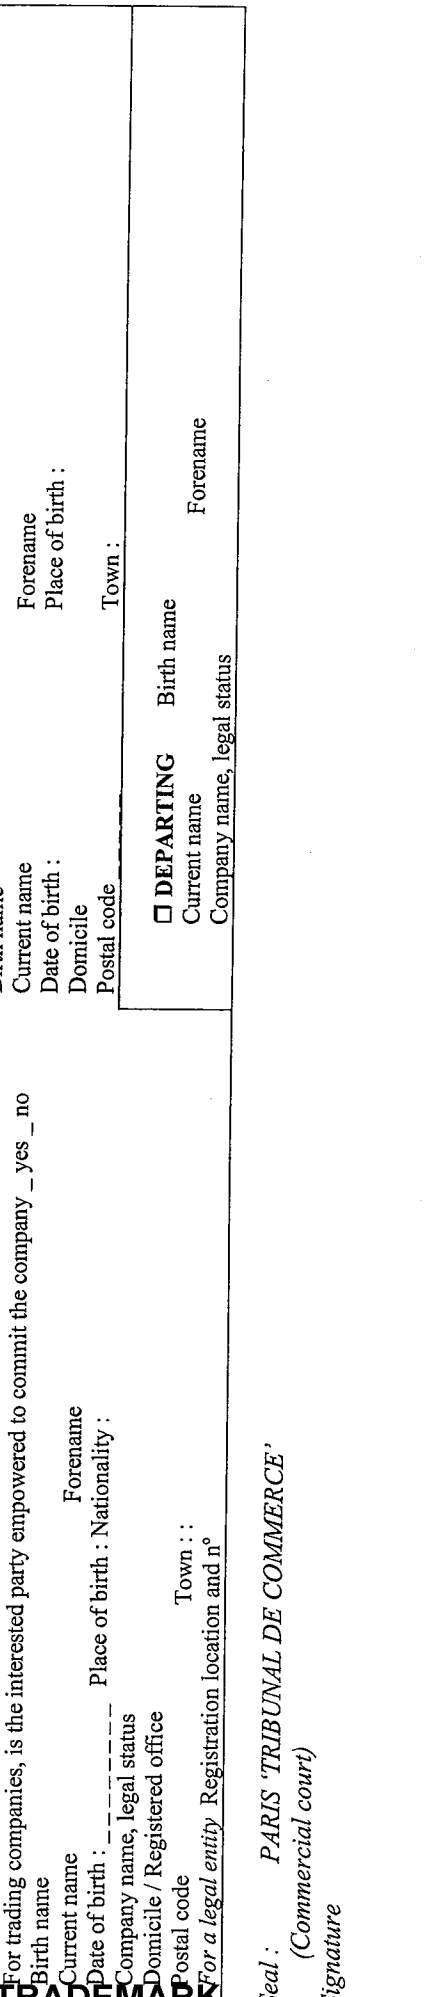 For trading companies, is the interested party empowered to commit the company _ yes _ no
Birth name
Current name Forename
Date of birth : _ _ _ _ _ _ _ _ Place of birth : Nationality :
Company name, legal status
Domicile / Registered office
Postal code Town : :
For a legal entity Registration location and n°
Current name Forename
Date of birth : Place of birth :
Domicile
Postal code Town :
☐ DEPARTING Birth name
Current name Forename
Company name, legal status
PARIS 'TRIBUNAL DE COMMERCE'
(Commercial court)
TRADEMARK